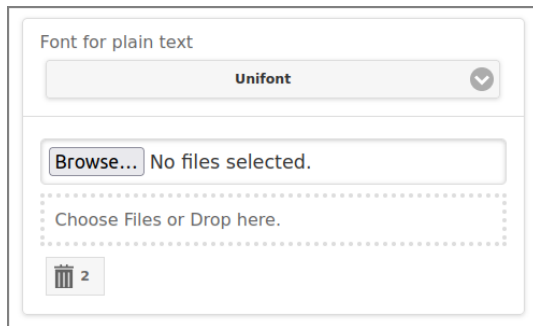 Font for plain text
Unifont
Browse... No files selected.
Choose Files or Drop here.
2